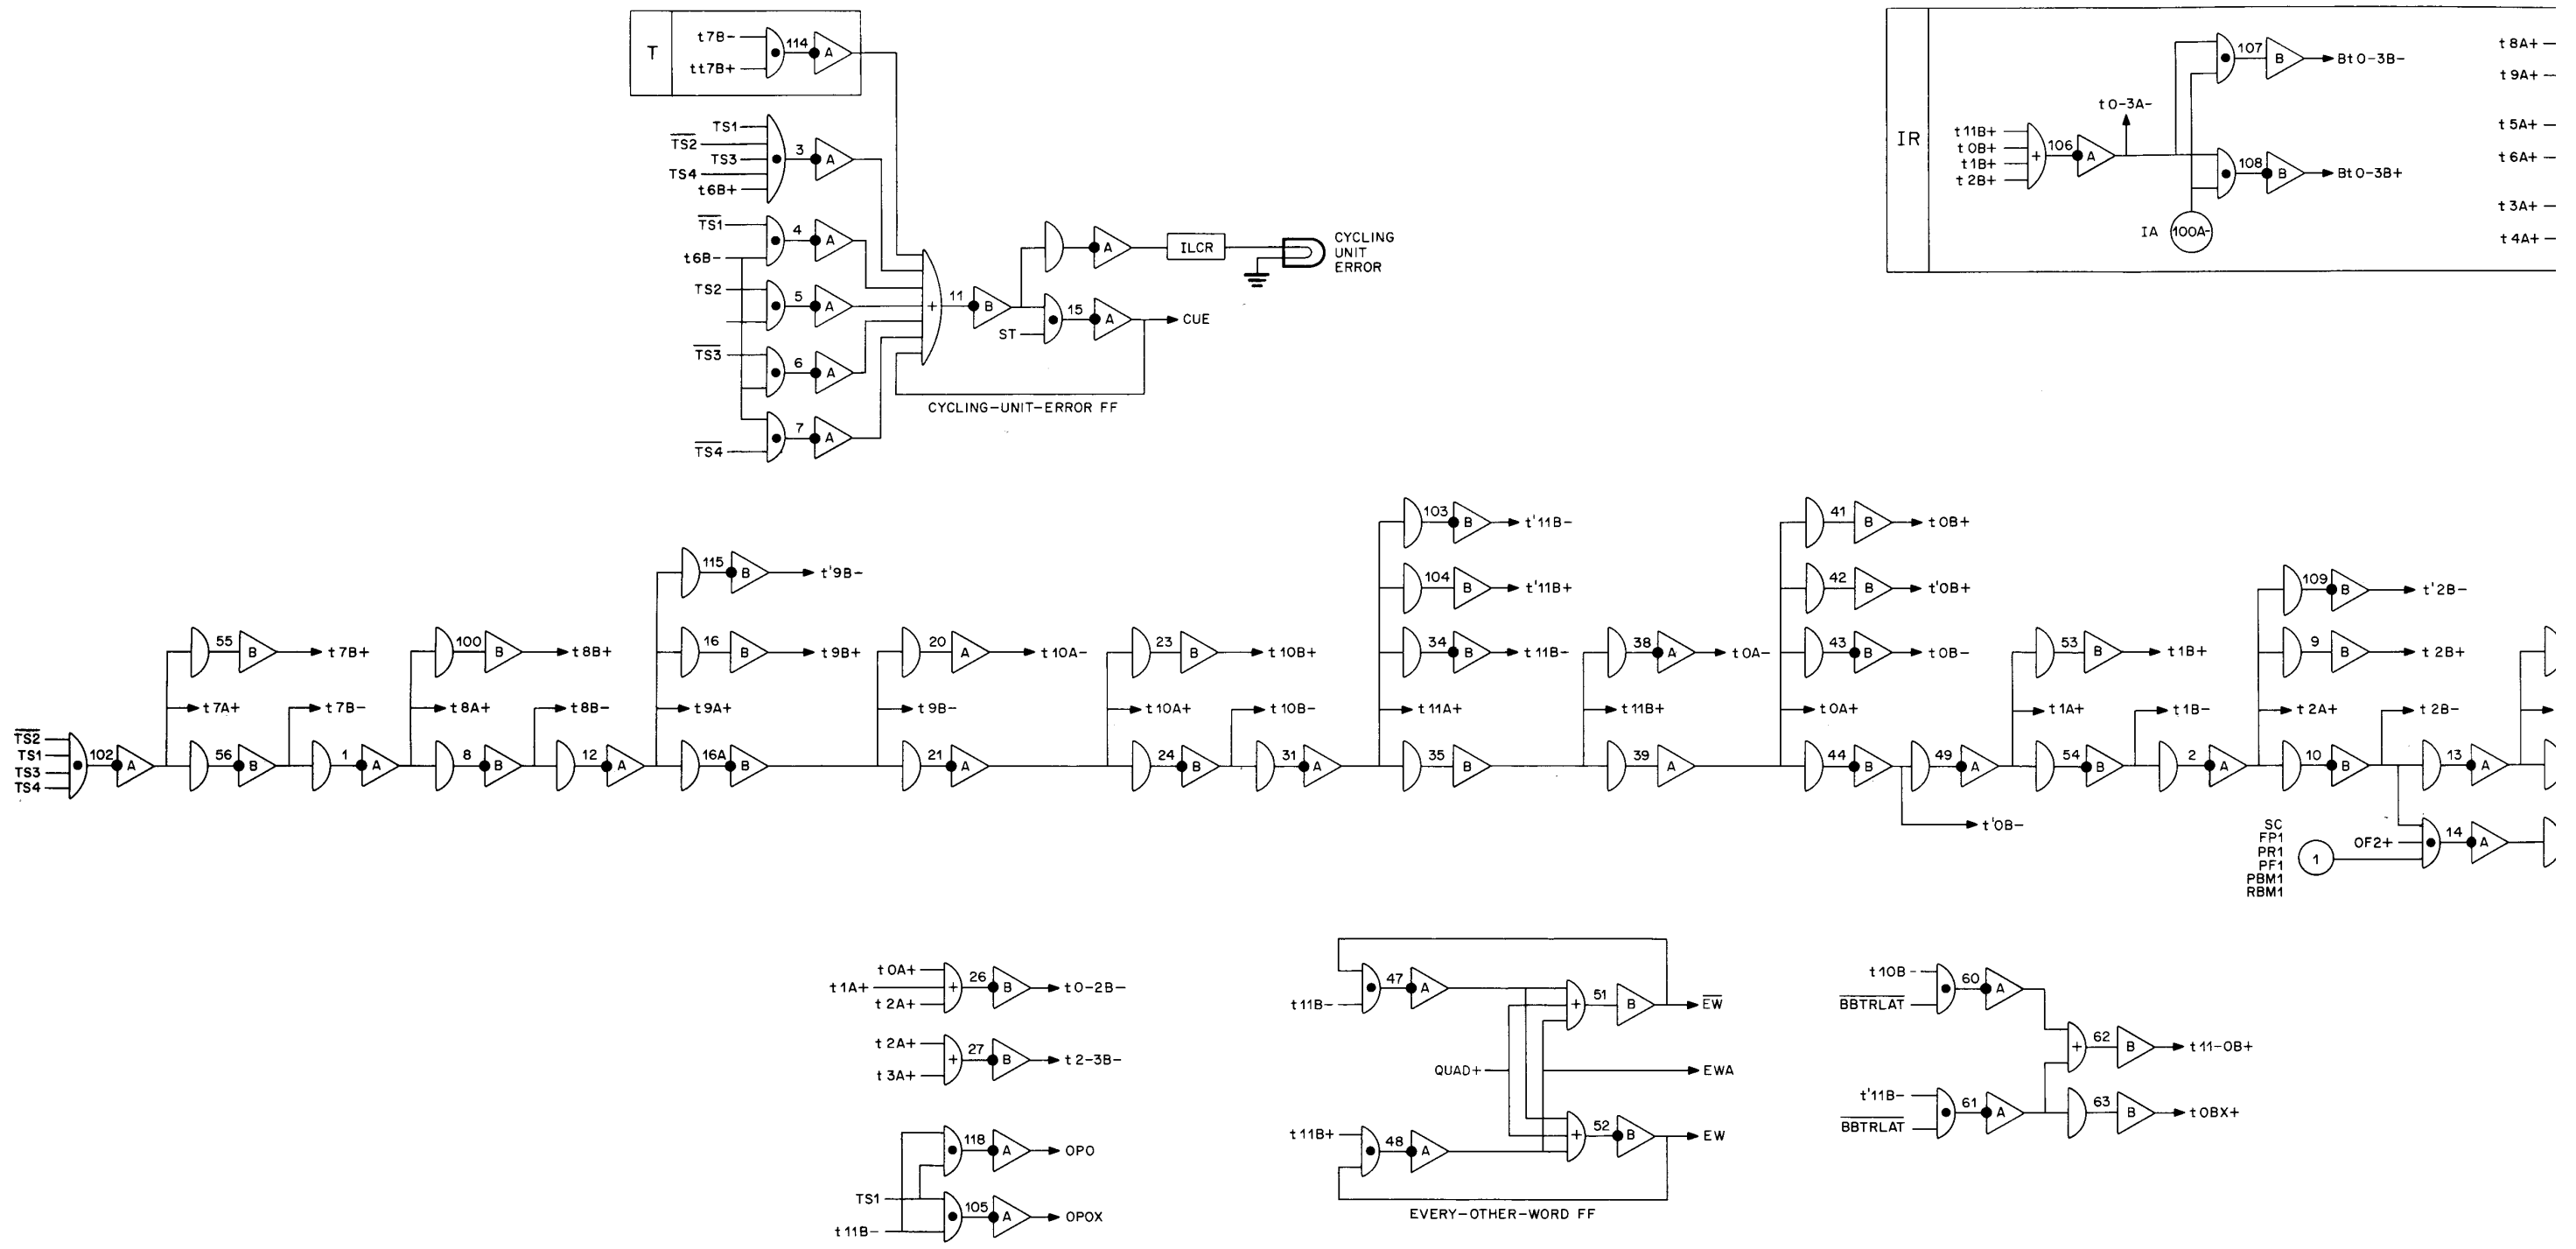 T
t7B-
tt7B+
114
A
TS1
T̅S̅2̅
TS3
TS4
t6B+
3
A
T̅S̅1̅
t6B-
4
A
TS2
5
A
T̅S̅3̅
6
A
T̅S̅4̅
7
A
+
11
B
A
ILCR
CYCLING
UNIT
ERROR
ST
15
A
CUE
CYCLING-UNIT-ERROR FF
IR
t11B+
t0B+
t1B+
t2B+
+
106
A
t0-3A-
107
B
Bt0-3B-
108
B
Bt0-3B+
IA
100A-
t8A+
t9A+
t5A+
t6A+
t3A+
t4A+
T̅S̅2̅
TS1
TS3
TS4
102
A
55
B
t7B+
t7A+
56
B
t7B-
1
A
100
B
t8B+
t8A+
8
B
t8B-
12
A
115
B
t'9B-
16
B
t9B+
t9A+
16A
B
20
A
t10A-
t9B-
21
A
23
B
t10B+
t10A+
24
B
t10B-
31
A
103
B
t'11B-
104
B
t'11B+
34
B
t11B-
t11A+
35
B
38
A
t0A-
t11B+
39
A
41
B
t0B+
42
B
t'0B+
43
B
t0B-
t0A+
44
B
t'0B-
49
A
53
B
t1B+
t1A+
54
B
t1B-
2
A
109
B
t'2B-
9
B
t2B+
t2A+
10
B
t2B-
13
A
SC
FP1
PR1
PF1
PBM1
RBM1
1
OF2+
14
A
t0A+
t1A+
t2A+
+
26
B
t0-2B-
t2A+
t3A+
+
27
B
t2-3B-
TS1
t11B-
118
A
OPO
105
A
OPOX
t11B-
47
A
+
51
B
E̅W̅
QUAD+
EWA
t11B+
48
A
+
52
B
EW
EVERY-OTHER-WORD FF
t10B-
B̅B̅T̅R̅L̅A̅T̅
60
A
+
62
B
t11-0B+
t'11B-
B̅B̅T̅R̅L̅A̅T̅
61
A
63
B
t0BX+